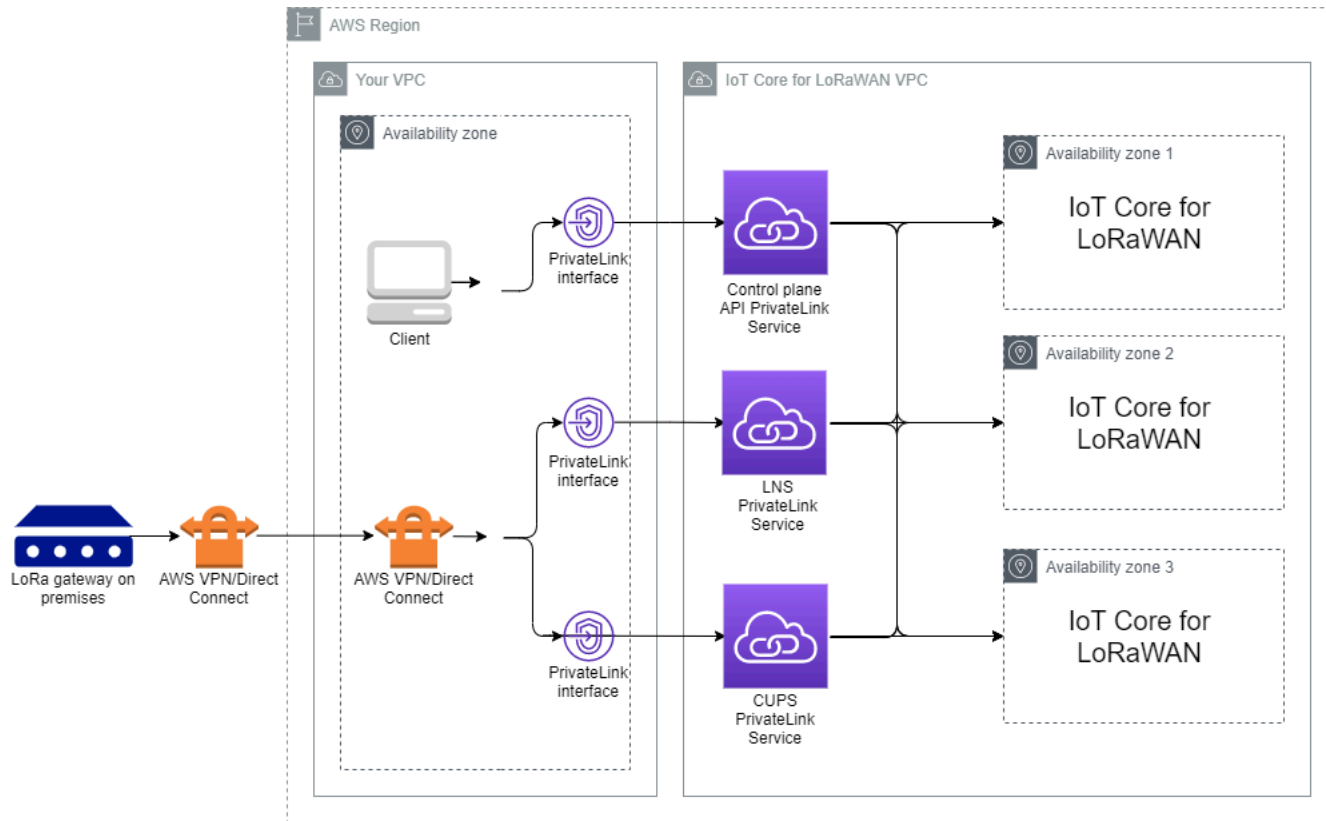 AWS Region
Your VPC
IoT Core for LoRaWAN VPC
Availability zone
Availability zone 1
IoT Core for
LoRaWAN
PrivateLink
interface
Control plane
API PrivateLink
Service
Client
Availability zone 2
IoT Core for
LoRaWAN
PrivateLink
interface
LNS
PrivateLink
Service
LoRa gateway on
premises
AWS VPN/Direct
Connect
AWS VPN/Direct
Connect
Availability zone 3
IoT Core for
LoRaWAN
PrivateLink
interface
CUPS
PrivateLink
Service